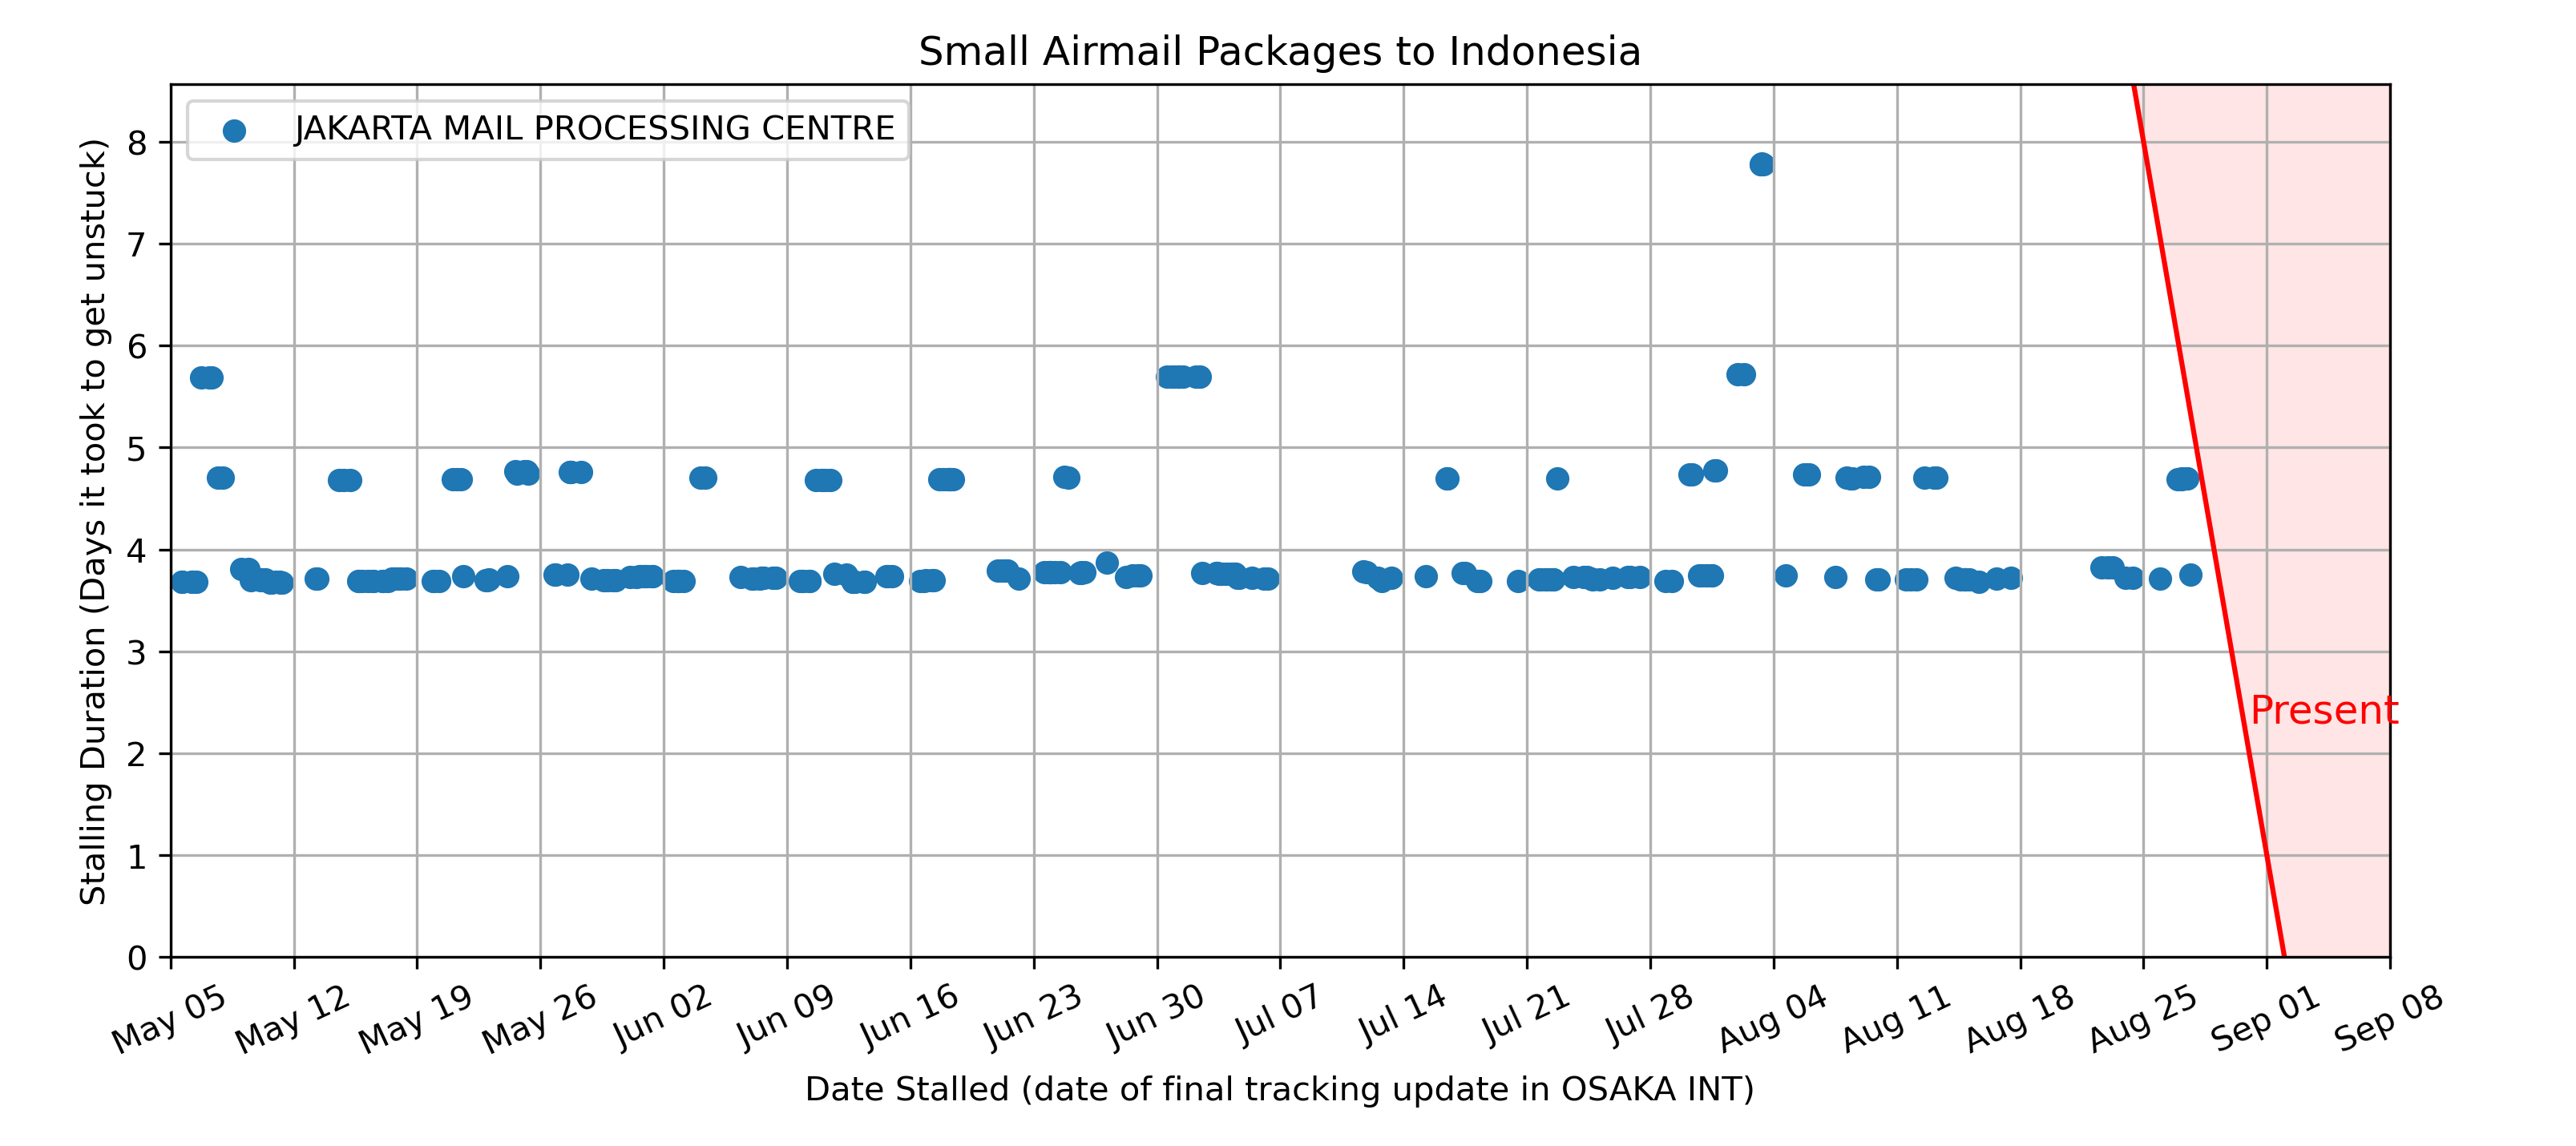 Small Airmail Packages to Indonesia
JAKARTA MAIL PROCESSING CENTRE
Stalling Duration (Days it took to get unstuck)
8
7
6
5
4
3
2
1
0
Present
May 05
May 12
May 19
May 26
Jun 02
Jun 09
Jun 16
Jun 23
Jun 30
Jul 07
Jul 14
Jul 21
Jul 28
Aug 04
Aug 11
Aug 18
Aug 25
Sep 01
Sep 08
Date Stalled (date of final tracking update in OSAKA INT)